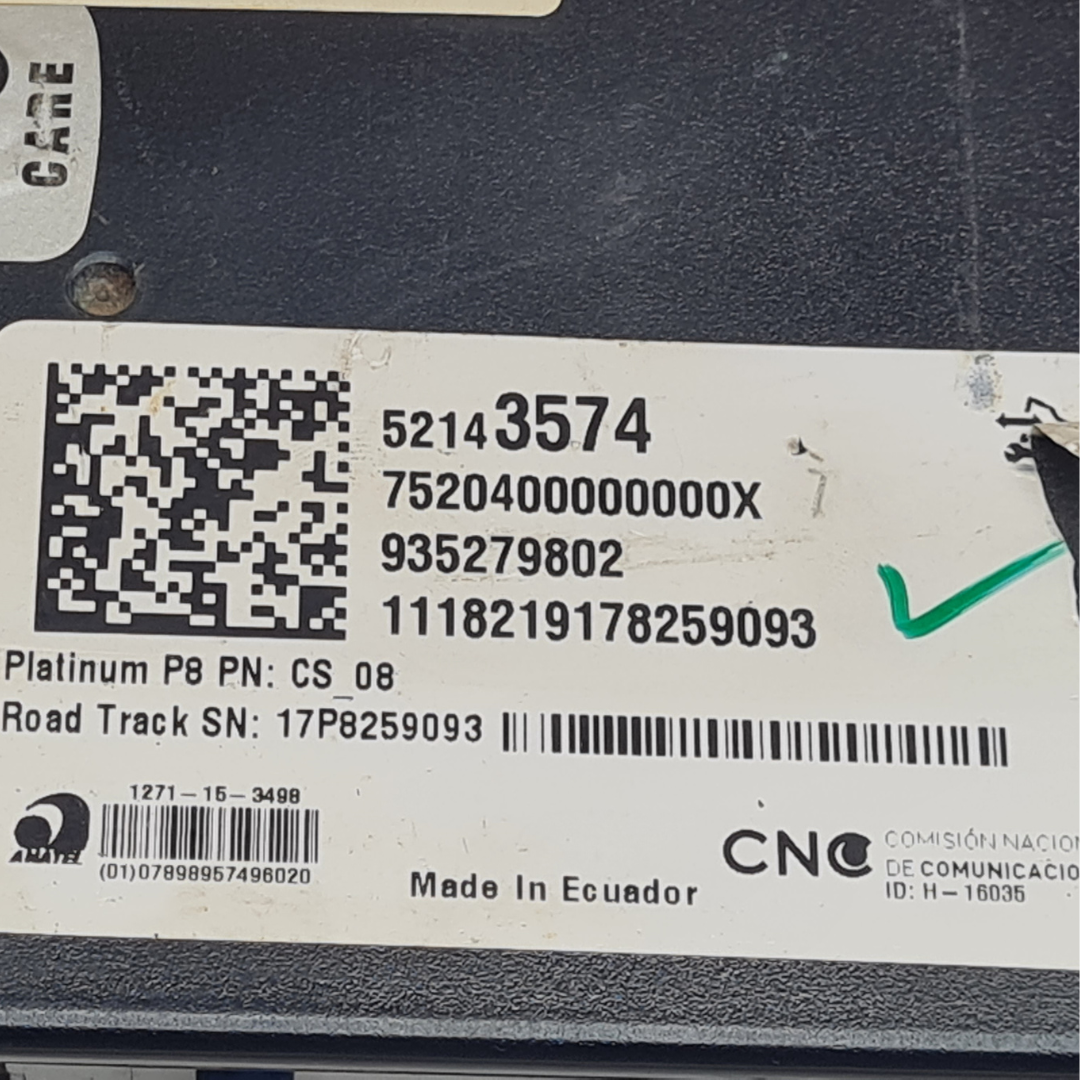 CARE
52143574
7520400000000X
935279802
1118219178259093
Platinum P8 PN: CS_08
Road Track SN: 17P8259093
1271-15-3498
ANATEL
(01)07898957496020
Made In Ecuador
CNC COMISIÓN NACIO
DE COMUNICACIO
ID: H-16035